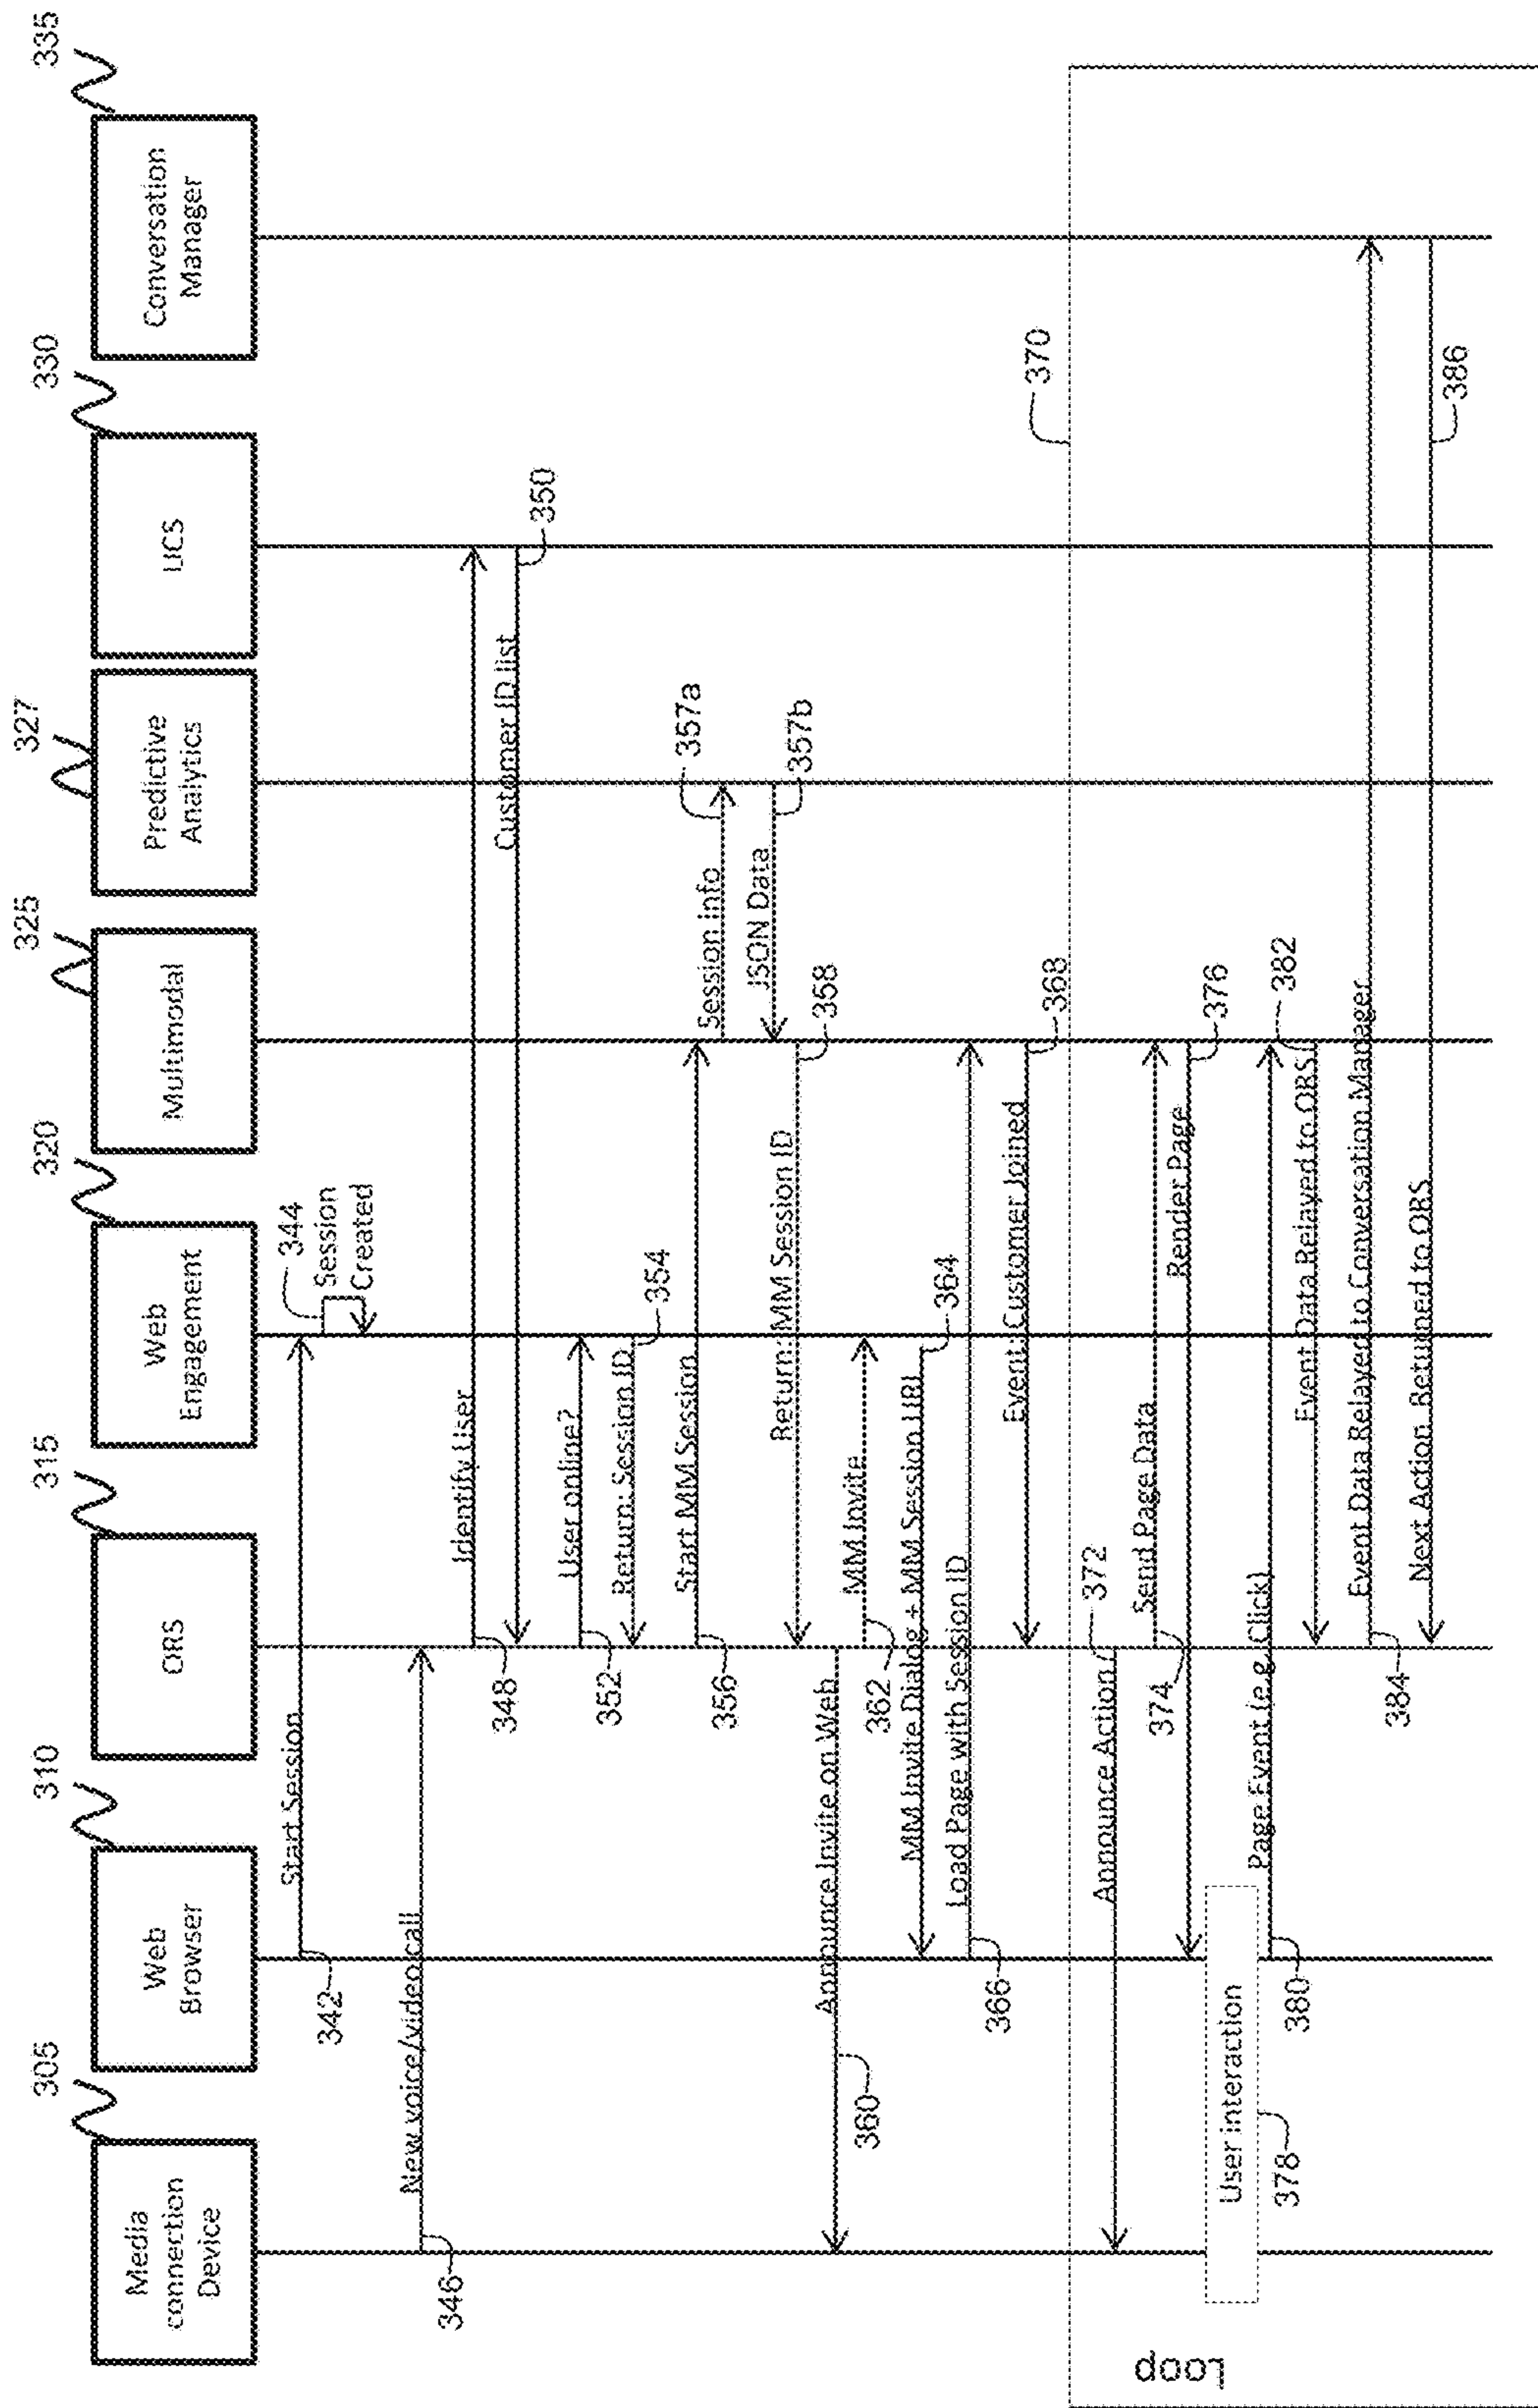 305
310
315
320
325
327
330
335
Media
connection
Device
Web
Browser
ORS
Web
Engagement
Multimodal
Predictive
Analytics
UCS
Conversation
Manager
Start Session
342
344
Session
Created
New voice/video call
346
Identify User
348
Customer ID list
350
User online?
352
Return: Session ID
354
Start MM Session
356
Session info
357a
JSON Data
357b
Return: MM Session ID
358
Announce Invite on Web
360
MM Invite
362
MM Invite Dialog + MM Session URL
364
Load Page with Session ID
366
Event: Customer Joined
368
370
Loop
Announce Action
372
Send Page Data
374
Render Page
376
User interaction
378
Page Event (e.g. Click)
380
Event Data Relayed to ORS
382
Event Data Relayed to Conversation Manager
384
Next Action Returned to ORS
386